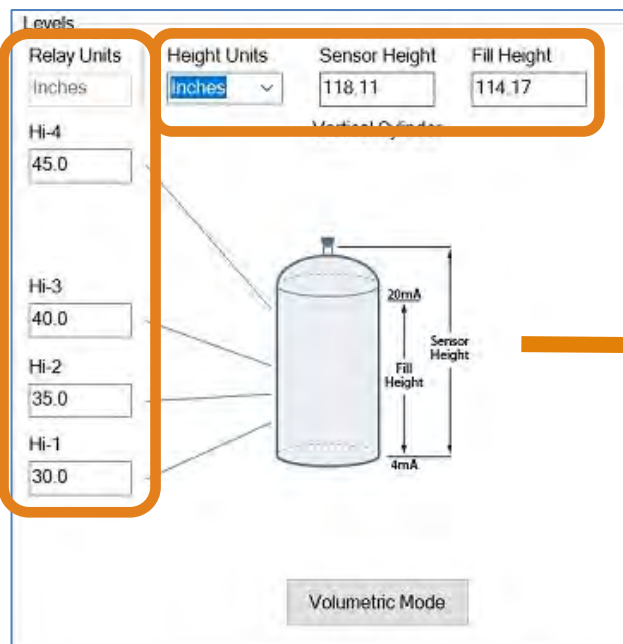 Levels
Relay Units Height Units Sensor Height Fill Height
Inches Inches 118.11 114.17
Vertical Cylinder
Hi-4
45.0
Hi-3
40.0
Hi-2
35.0
Hi-1
30.0
20mA
Sensor
Height
Fill
Height
4mA
Volumetric Mode